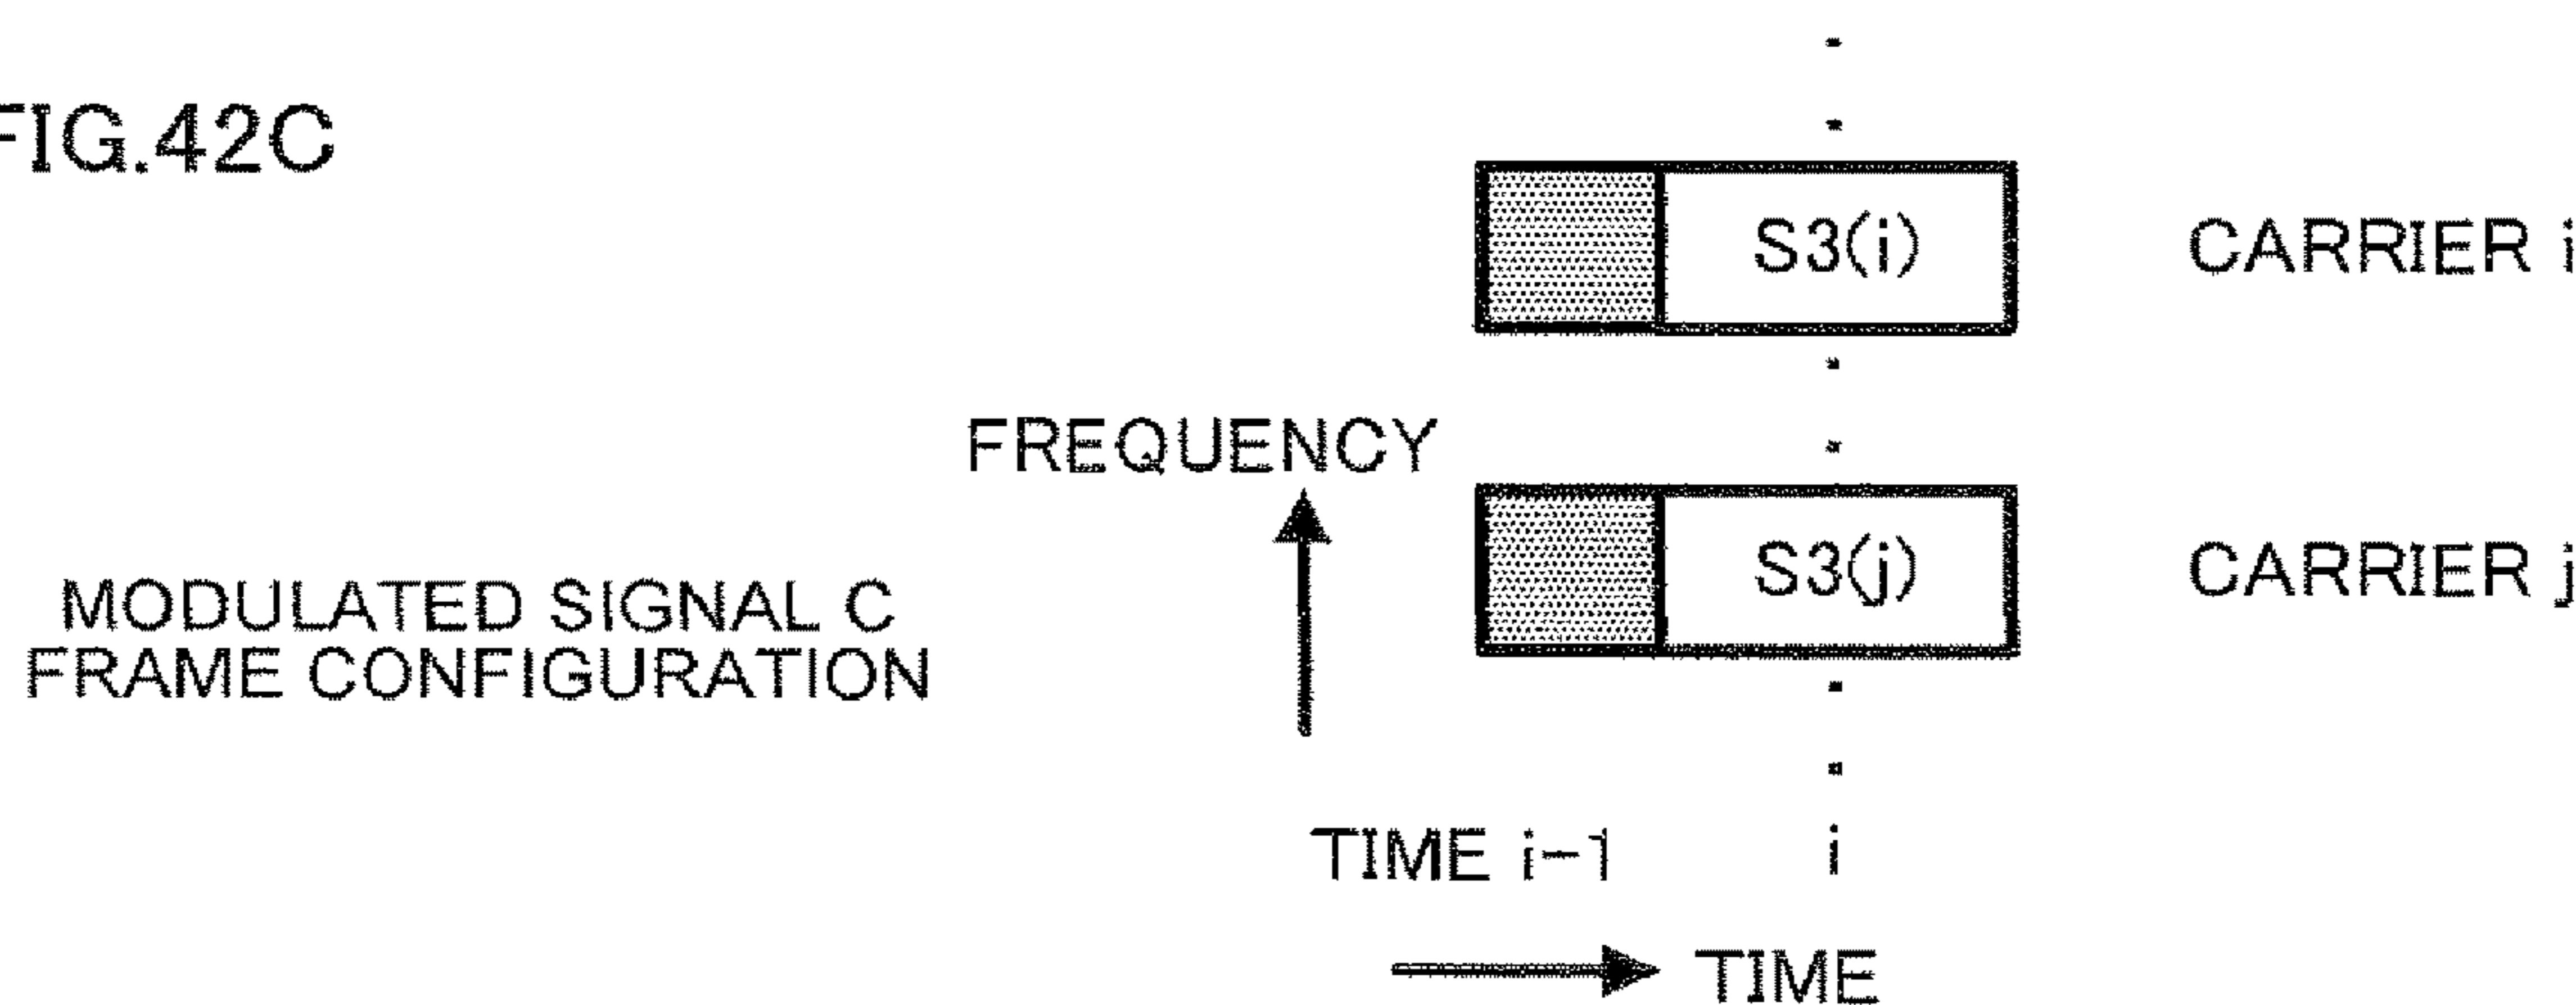 FIG.42C
S3(i)
CARRIER i
FREQUENCY
S3(j)
CARRIER j
MODULATED SIGNAL C
FRAME CONFIGURATION
TIME i-1
i
TIME